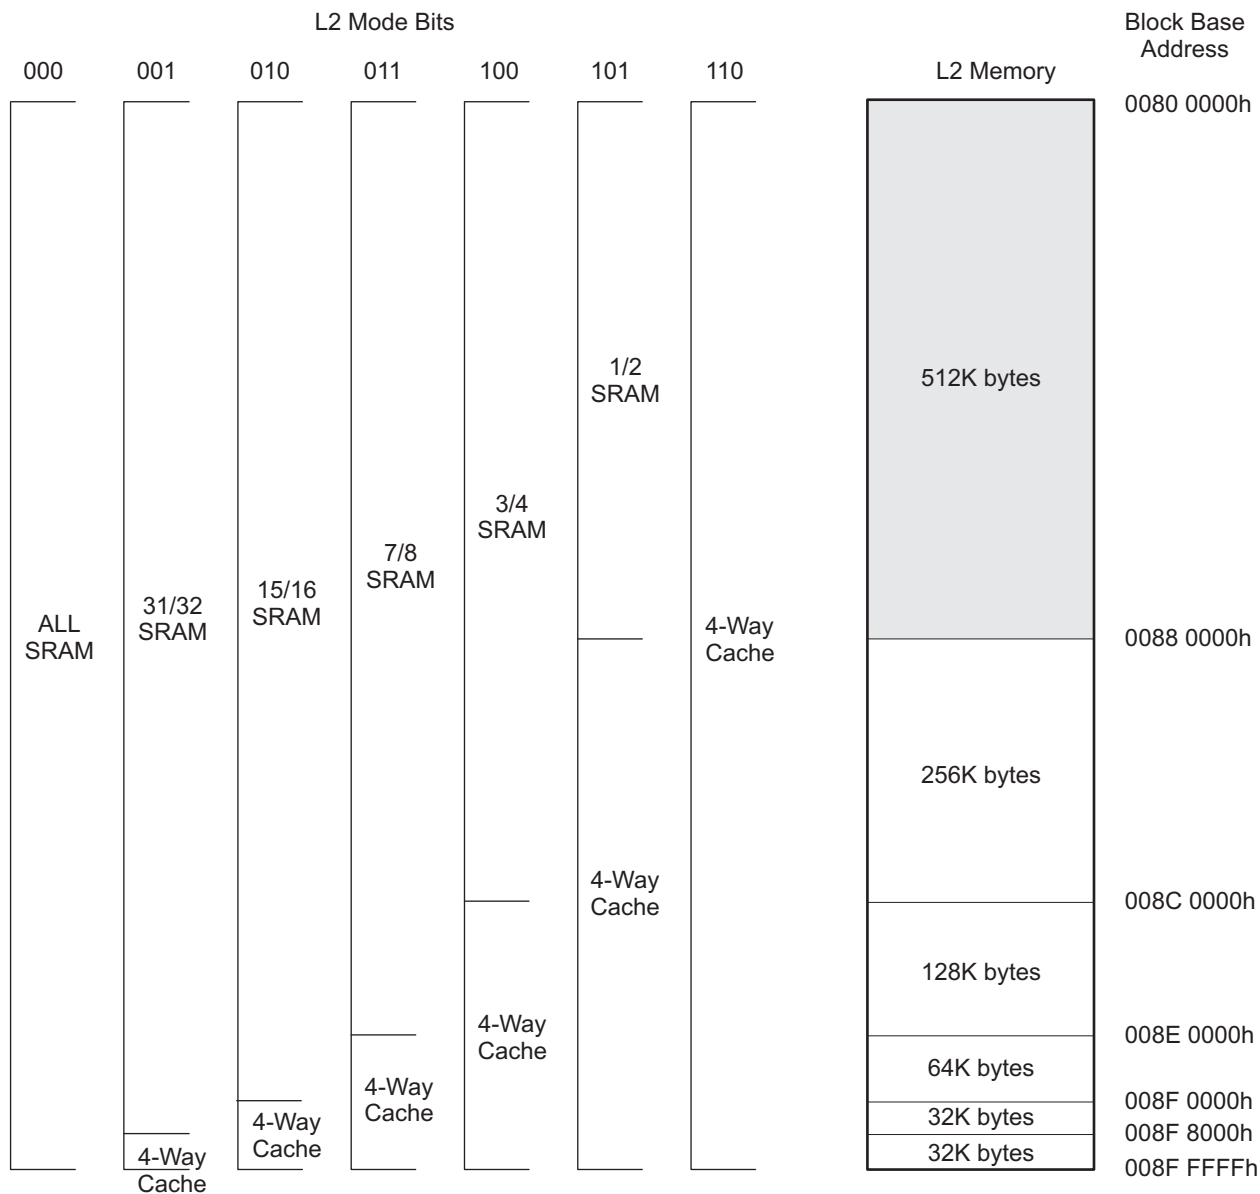 L2 Mode Bits
Block Base
Address
000 001 010 011 100 101 110 L2 Memory
0080 0000h
1/2
SRAM
512K bytes
3/4
SRAM
7/8
SRAM
15/16
SRAM
31/32
SRAM
ALL
SRAM
4-Way
Cache
0088 0000h
256K bytes
4-Way
Cache
008C 0000h
128K bytes
4-Way
Cache
008E 0000h
64K bytes
4-Way
Cache
008F 0000h
4-Way
Cache
32K bytes
008F 8000h
4-Way
Cache
32K bytes
008F FFFFh